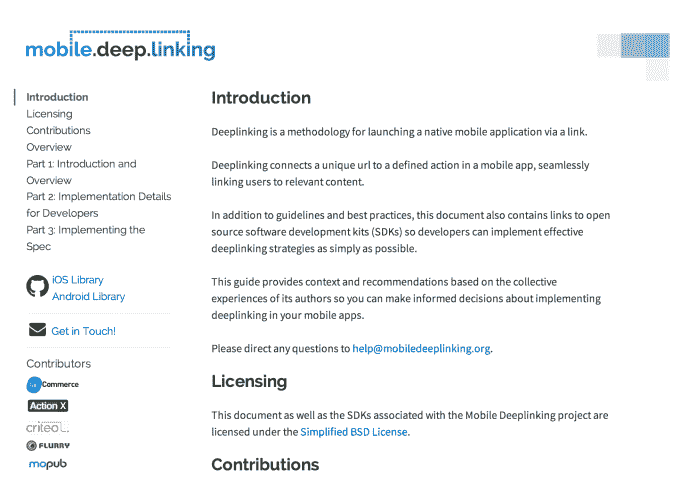 mobile.deep.linking
Introduction
Licensing
Contributions
Overview
Part 1: Introduction and
Overview
Part 2: Implementation Details
for Developers
Part 3: Implementing the
Spec
iOS Library
Android Library
Get in Touch!
Contributors
Commerce
Action X
criteo
FLURRY
mopub
Introduction
Deeplinking is a methodology for launching a native mobile application via a link.
Deeplinking connects a unique url to a defined action in a mobile app, seamlessly
linking users to relevant content.
In addition to guidelines and best practices, this document also contains links to open
source software development kits (SDKs) so developers can implement effective
deeplinking strategies as simply as possible.
This guide provides context and recommendations based on the collective
experiences of its authors so you can make informed decisions about implementing
deeplinking in your mobile apps.
Please direct any questions to help@mobiledeeplinking.org.
Licensing
This document as well as the SDKs associated with the Mobile Deeplinking project are
licensed under the Simplified BSD License.
Contributions